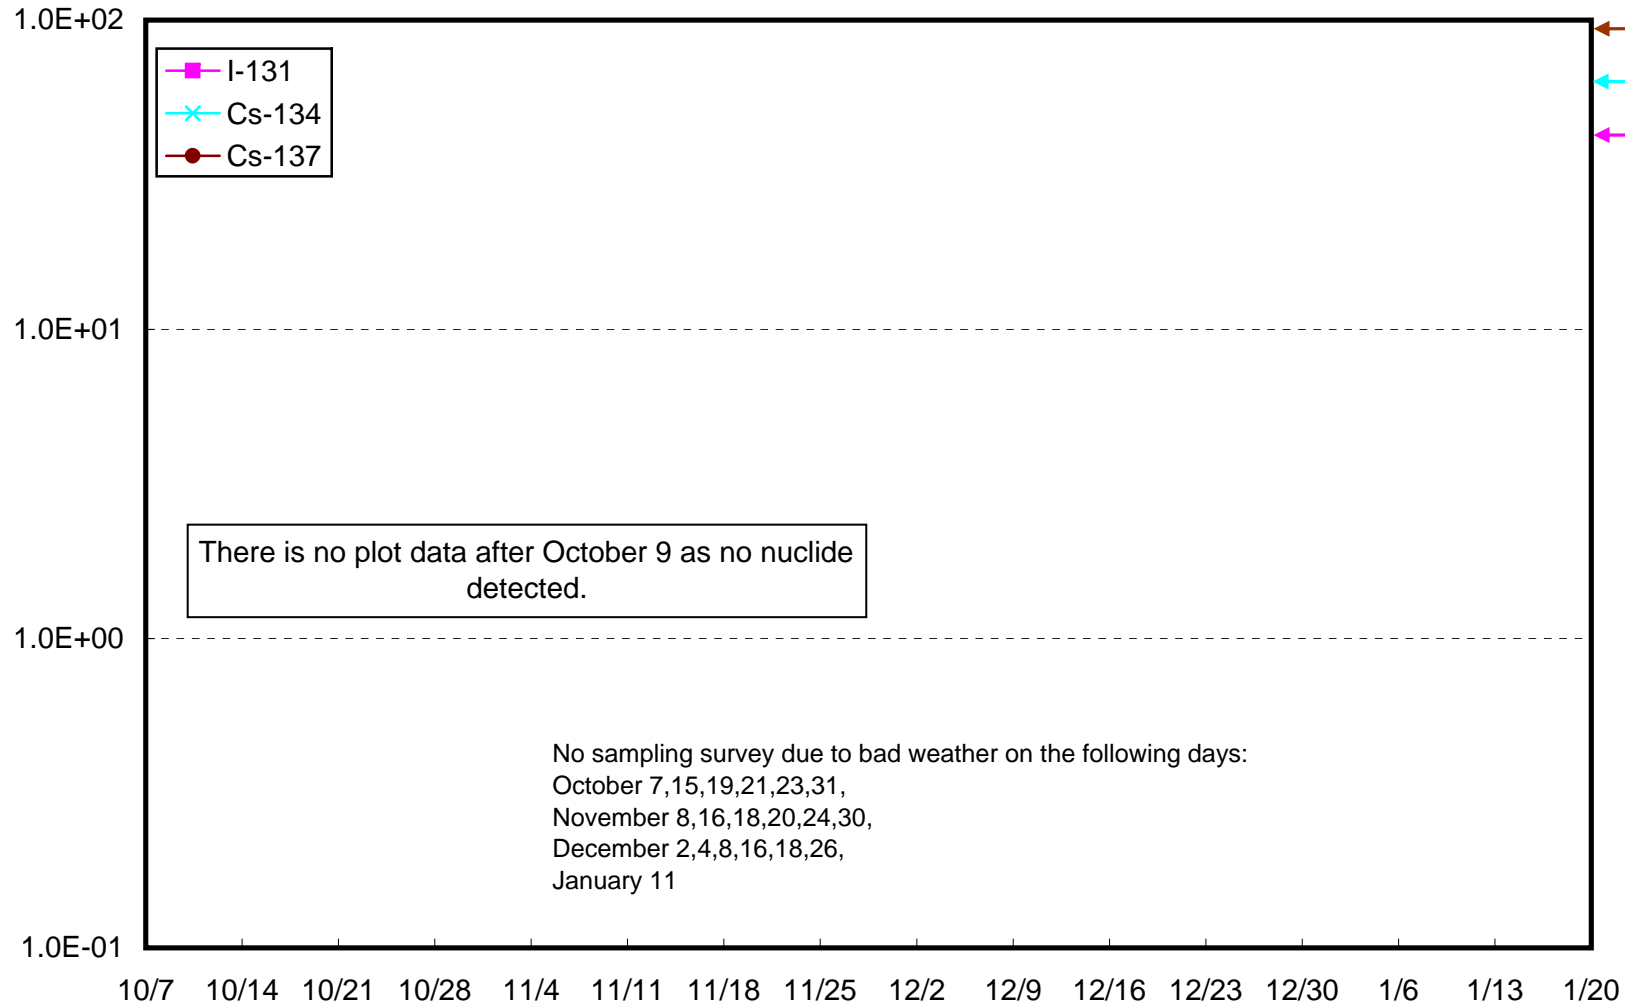 1.0E+02
I-131
Cs-134
Cs-137
1.0E+01
There is no plot data after October 9 as no nuclide
detected.
1.0E+00
No sampling survey due to bad weather on the following days:
October 7,15,19,21,23,31,
November 8,16,18,20,24,30,
December 2,4,8,16,18,26,
January 11
1.0E-01
10/7 10/14 10/21 10/28 11/4 11/11 11/18 11/25 12/2 12/9 12/16 12/23 12/30 1/6 1/13 1/20